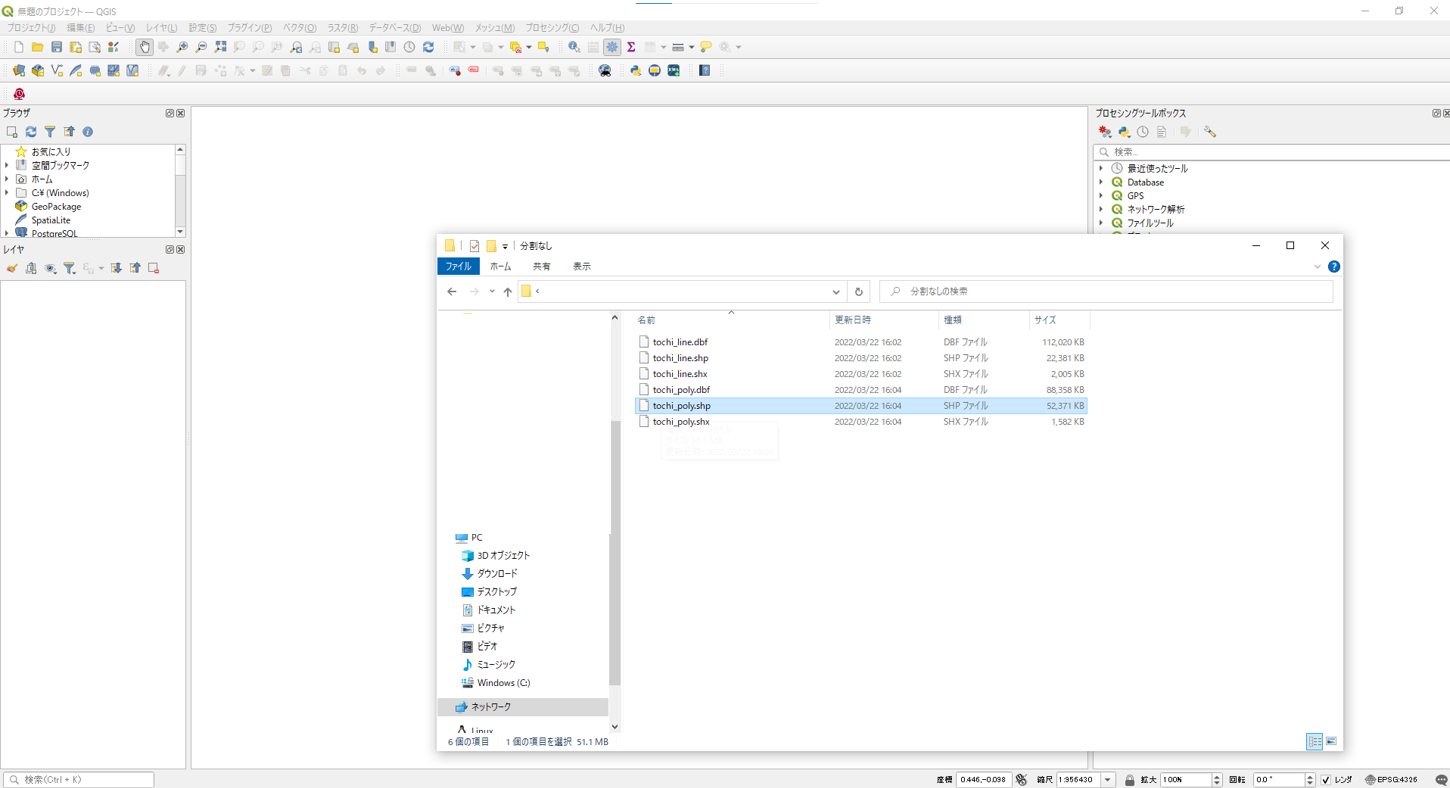 無題のプロジェクト — QGIS
プロジェクト(J) 編集(E) ビュー(V) レイヤ(L) 設定(S) プラグイン(P) ベクタ(O) ラスタ(R) データベース(D) Web(W) メッシュ(M) プロセシング(C) ヘルプ(H)
ブラウザ
お気に入り
空間ブックマーク
ホーム
C:¥ (Windows)
GeoPackage
SpatiaLite
PostgreSQL
レイヤ
プロセシングツールボックス
検索...
最近使ったツール
Database
GPS
ネットワーク解析
ファイルツール
分割なし
ファイル ホーム 共有 表示
分割なしの検索
名前 更新日時 種類 サイズ
tochi_line.dbf 2022/03/22 16:02 DBF ファイル 112,020 KB
tochi_line.shp 2022/03/22 16:02 SHP ファイル 22,381 KB
tochi_line.shx 2022/03/22 16:02 SHX ファイル 2,005 KB
tochi_poly.dbf 2022/03/22 16:04 DBF ファイル 88,358 KB
tochi_poly.shp 2022/03/22 16:04 SHP ファイル 52,371 KB
tochi_poly.shx 2022/03/22 16:04 SHX ファイル 1,582 KB
PC
3D オブジェクト
ダウンロード
デスクトップ
ドキュメント
ピクチャ
ビデオ
ミュージック
Windows (C:)
ネットワーク
Linux
6 個の項目 1 個の項目を選択 51.1 MB
検索(Ctrl + K) 座標 0.446,-0.098 縮尺 1:956430 拡大 100% 回転 0.0 ° レンダ EPSG:4326